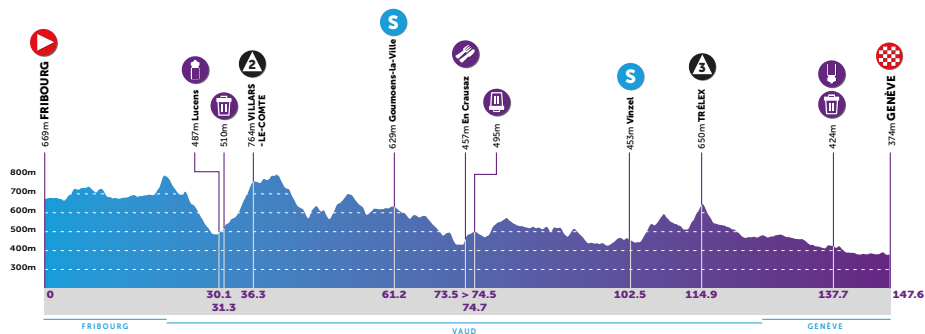 S
2
S
3
669m FRIBOURG
487m Lucens
510m
764m VILLARS
-LE-COMTE
629m Goumoens-la-Ville
457m En Crausaz
495m
453m Vinzel
650m TRÉLEX
424m
374m GENÈVE
800m
700m
600m
500m
400m
300m
0 30.1 36.3 61.2 73.5 > 74.5 102.5 114.9 137.7 147.6
31.3 74.7
FRIBOURG VAUD GENÈVE